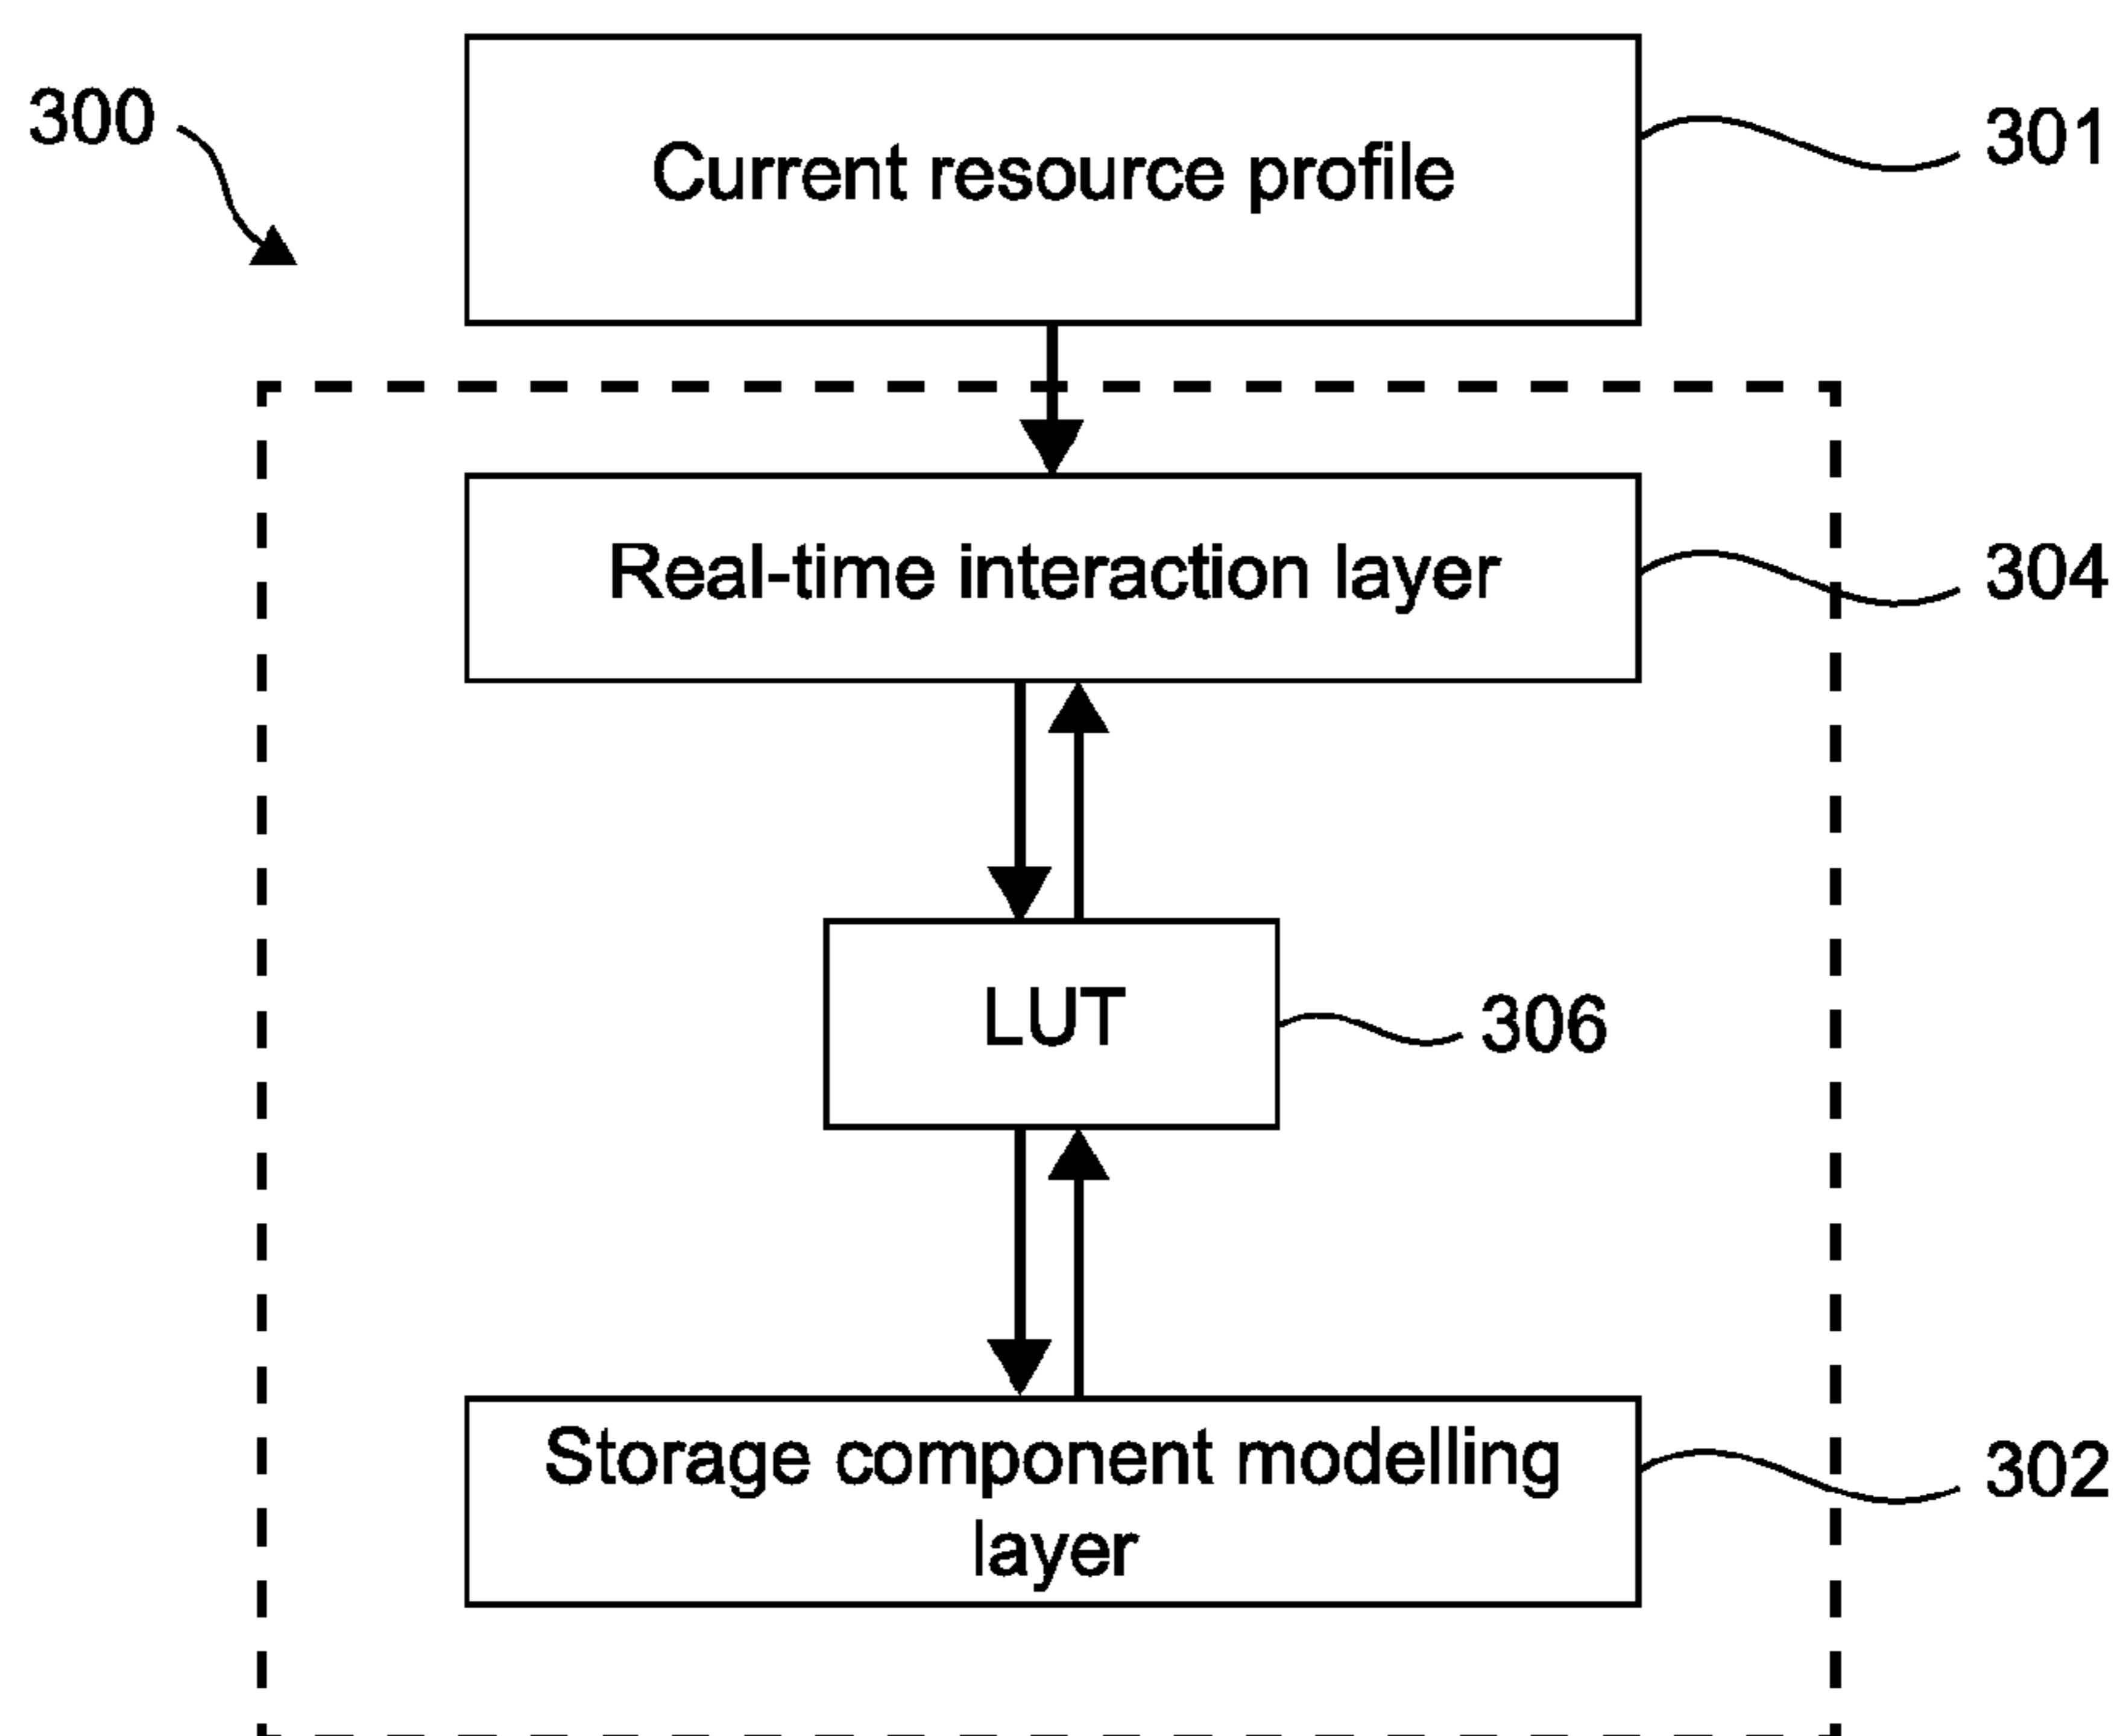 300
Current resource profile
301
Real-time interaction layer
304
LUT
306
Storage component modelling
layer
302